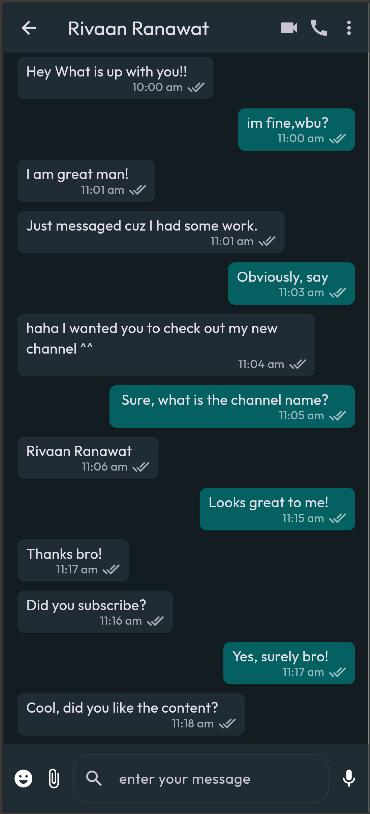 Rivaan Ranawat
Hey What is up with you!!
10:00 am
im fine,wbu?
11:00 am
I am great man!
11:01 am
Just messaged cuz I had some work.
11:01 am
Obviously, say
11:03 am
haha I wanted you to check out my new
channel ^^
11:04 am
Sure, what is the channel name?
11:05 am
Rivaan Ranawat
11:06 am
Looks great to me!
11:15 am
Thanks bro!
11:17 am
Did you subscribe?
11:16 am
Yes, surely bro!
11:17 am
Cool, did you like the content?
11:18 am
enter your message